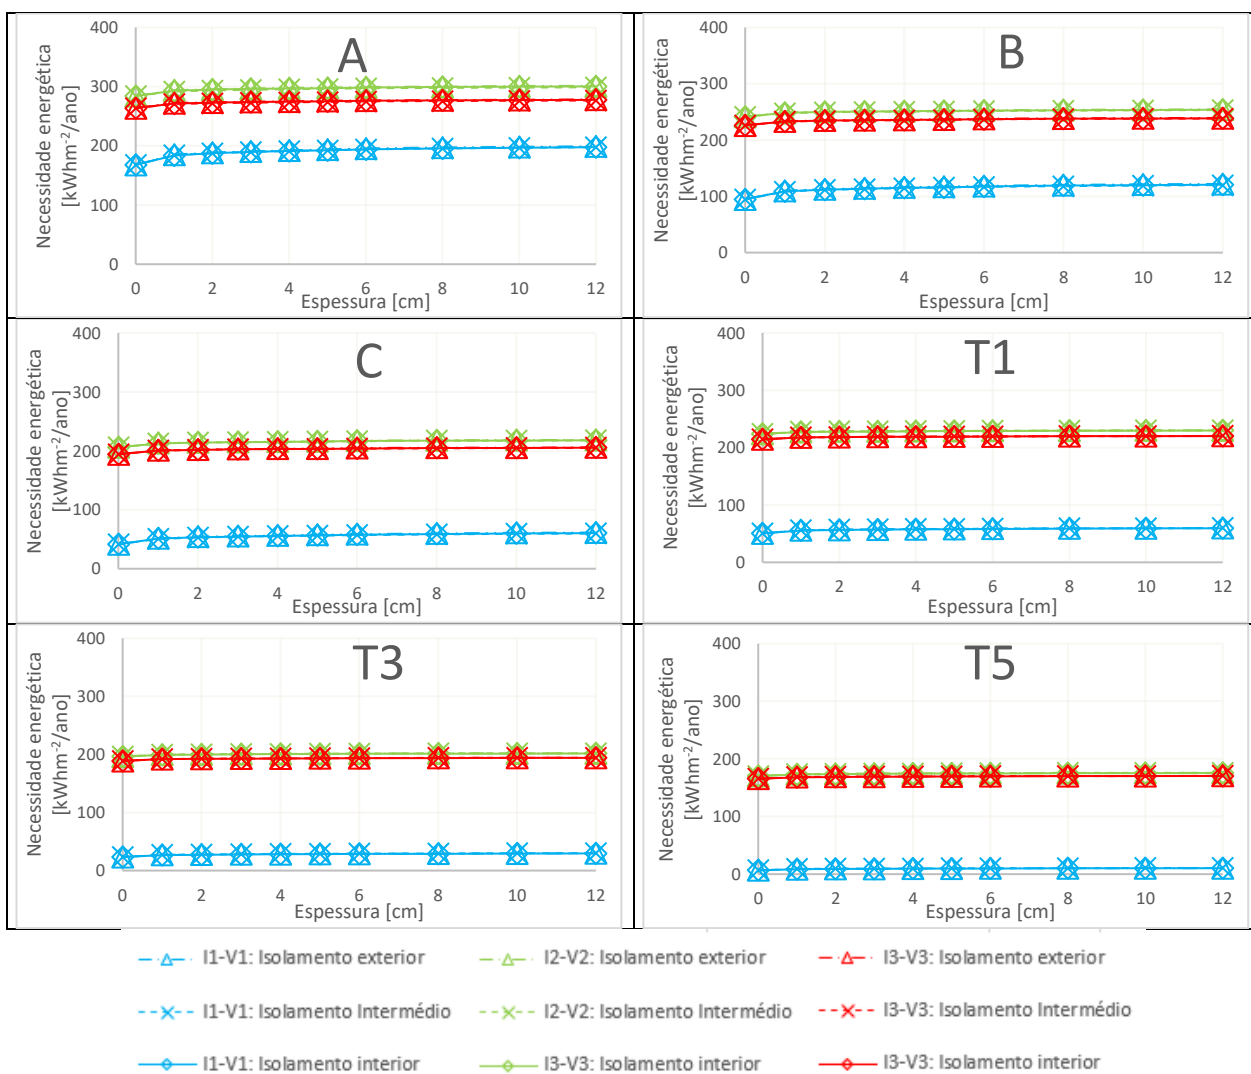 A
Necessidade energética
[kWhm⁻²/ano]
400
300
200
100
0
0 2 4 6 8 10 12
Espessura [cm]
B
Necessidade energética
[kWhm⁻²/ano]
400
300
200
100
0
0 2 4 6 8 10 12
Espessura [cm]
C
Necessidade energética
[kWhm⁻²/ano]
400
300
200
100
0
0 2 4 6 8 10 12
Espessura [cm]
T1
Necessidade energética
[kWhm⁻²/ano]
400
300
200
100
0
0 2 4 6 8 10 12
Espessura [cm]
T3
Necessidade energética
[kWhm⁻²/ano]
400
300
200
100
0
0 2 4 6 8 10 12
Espessura [cm]
T5
Necessidade energética
[kWhm⁻²/ano]
400
300
200
100
0
0 2 4 6 8 10 12
Espessura [cm]
I1-V1: Isolamento exterior I2-V2: Isolamento exterior I3-V3: Isolamento exterior
I1-V1: Isolamento Intermédio I2-V2: Isolamento Intermédio I3-V3: Isolamento Intermédio
I1-V1: Isolamento interior I3-V3: Isolamento interior I3-V3: Isolamento interior